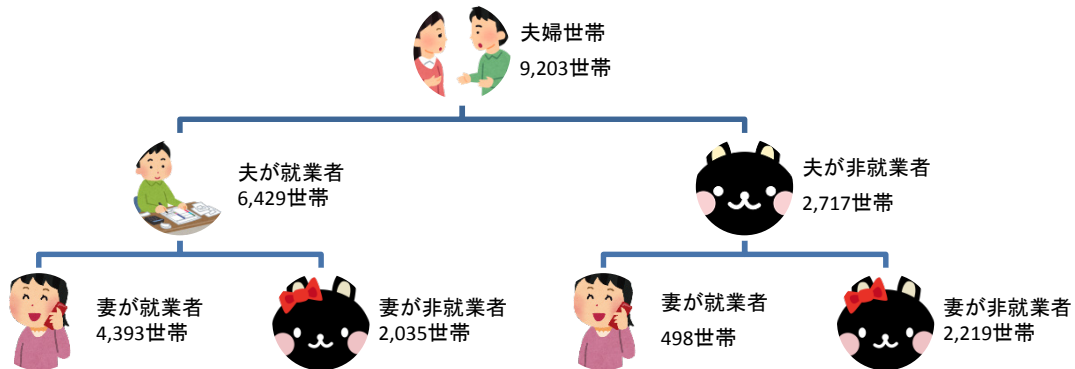 夫婦世帯
9,203世帯
夫が就業者
6,429世帯
夫が非就業者
2,717世帯
妻が就業者
4,393世帯
妻が非就業者
2,035世帯
妻が就業者
498世帯
妻が非就業者
2,219世帯